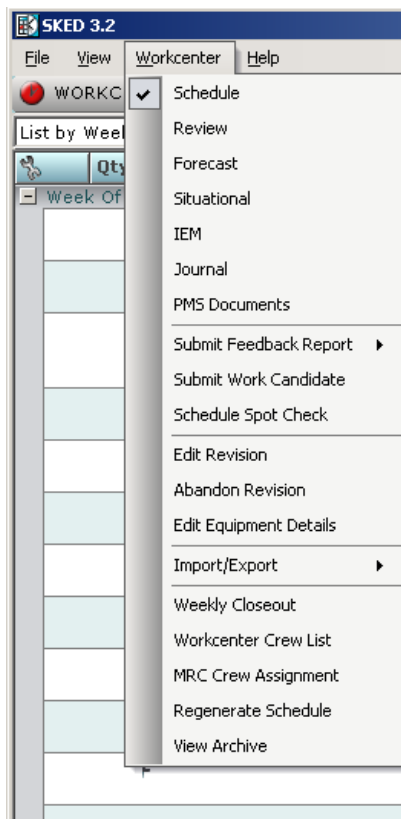 SKED 3.2
File View Workcenter Help
WORKC
Schedule
List by Weel
Review
Qty
Forecast
Week Of
Situational
IEM
Journal
PMS Documents
Submit Feedback Report
Submit Work Candidate
Schedule Spot Check
Edit Revision
Abandon Revision
Edit Equipment Details
Import/Export
Weekly Closeout
Workcenter Crew List
MRC Crew Assignment
Regenerate Schedule
View Archive